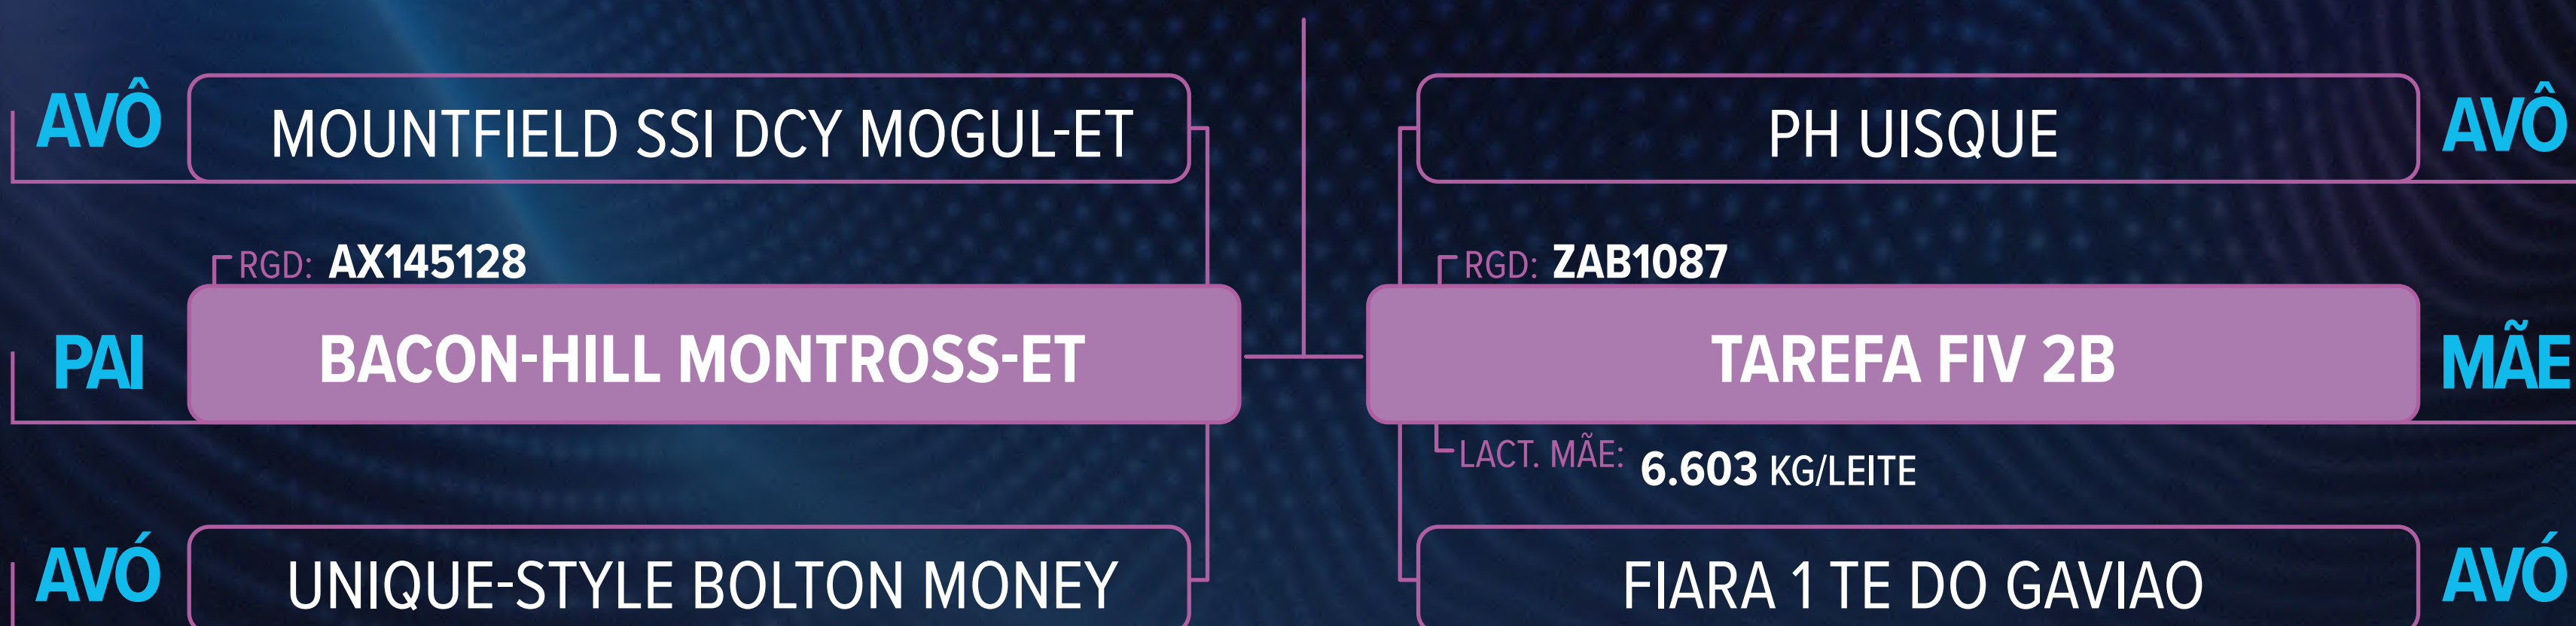 AVÔ MOUNTFIELD SSI DCY MOGUL-ET
RGD: AX145128
PAI BACON-HILL MONTROSS-ET
AVÓ UNIQUE-STYLE BOLTON MONEY
PH UISQUE AVÔ
RGD: ZAB1087
TAREFA FIV 2B MÃE
LACT. MÃE: 6.603 KG/LEITE
FIARA 1 TE DO GAVIAO AVÓ